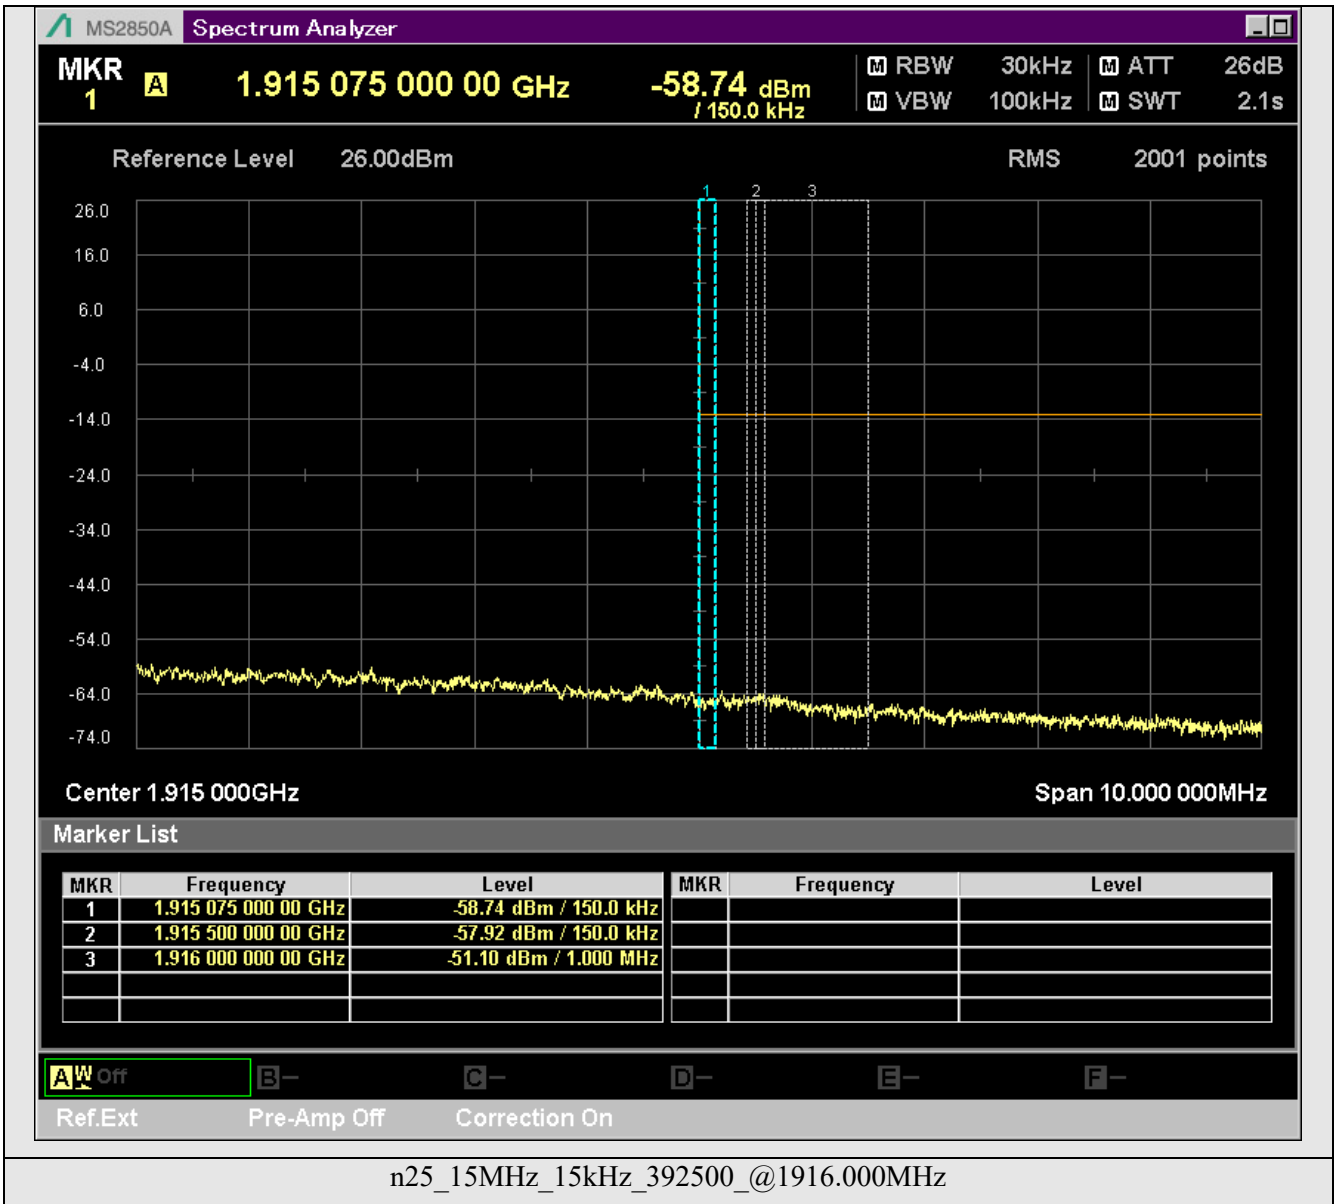 MS2850A Spectrum Analyzer
MKR 1 A 1.915 075 000 00 GHz -58.74 dBm / 150.0 kHz
M RBW 30kHz M ATT 26dB
M VBW 100kHz M SWT 2.1s
Reference Level 26.00dBm RMS 2001 points
1 2 3
26.0
16.0
6.0
-4.0
-14.0
-24.0
-34.0
-44.0
-54.0
-64.0
-74.0
Center 1.915 000GHz Span 10.000 000MHz
Marker List
MKR Frequency Level MKR Frequency Level
1 1.915 075 000 00 GHz -58.74 dBm / 150.0 kHz
2 1.915 500 000 00 GHz -57.92 dBm / 150.0 kHz
3 1.916 000 000 00 GHz -51.10 dBm / 1.000 MHz
A W Off B– C– D– E– F–
Ref.Ext Pre-Amp Off Correction On
n25_15MHz_15kHz_392500_@1916.000MHz